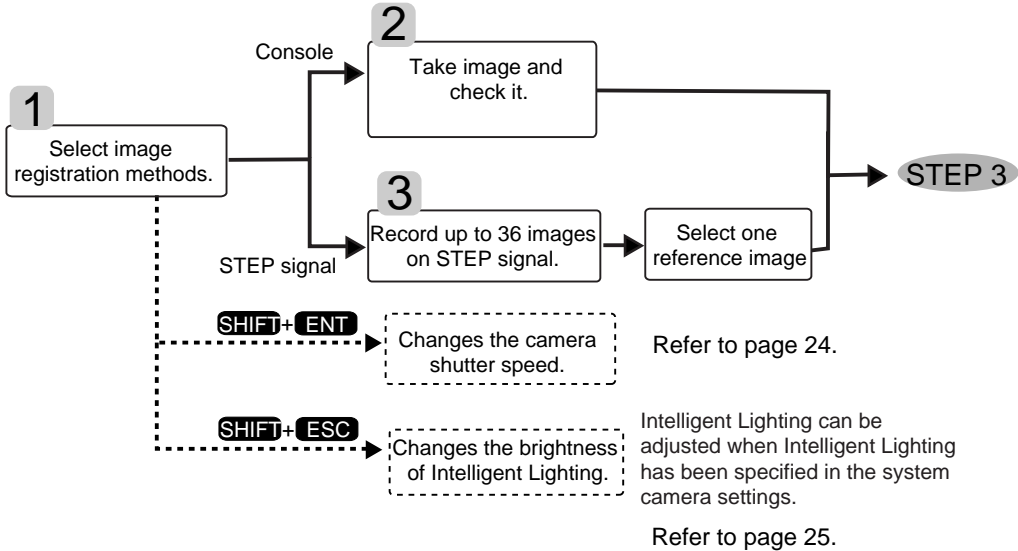 1
Select image
registration methods.
Console
2
Take image and
check it.
STEP signal
3
Record up to 36 images
on STEP signal.
Select one
reference image
STEP 3
SHIFT+ ENT
Changes the camera
shutter speed.
Refer to page 24.
SHIFT+ ESC
Changes the brightness
of Intelligent Lighting.
Intelligent Lighting can be
adjusted when Intelligent Lighting
has been specified in the system
camera settings.
Refer to page 25.